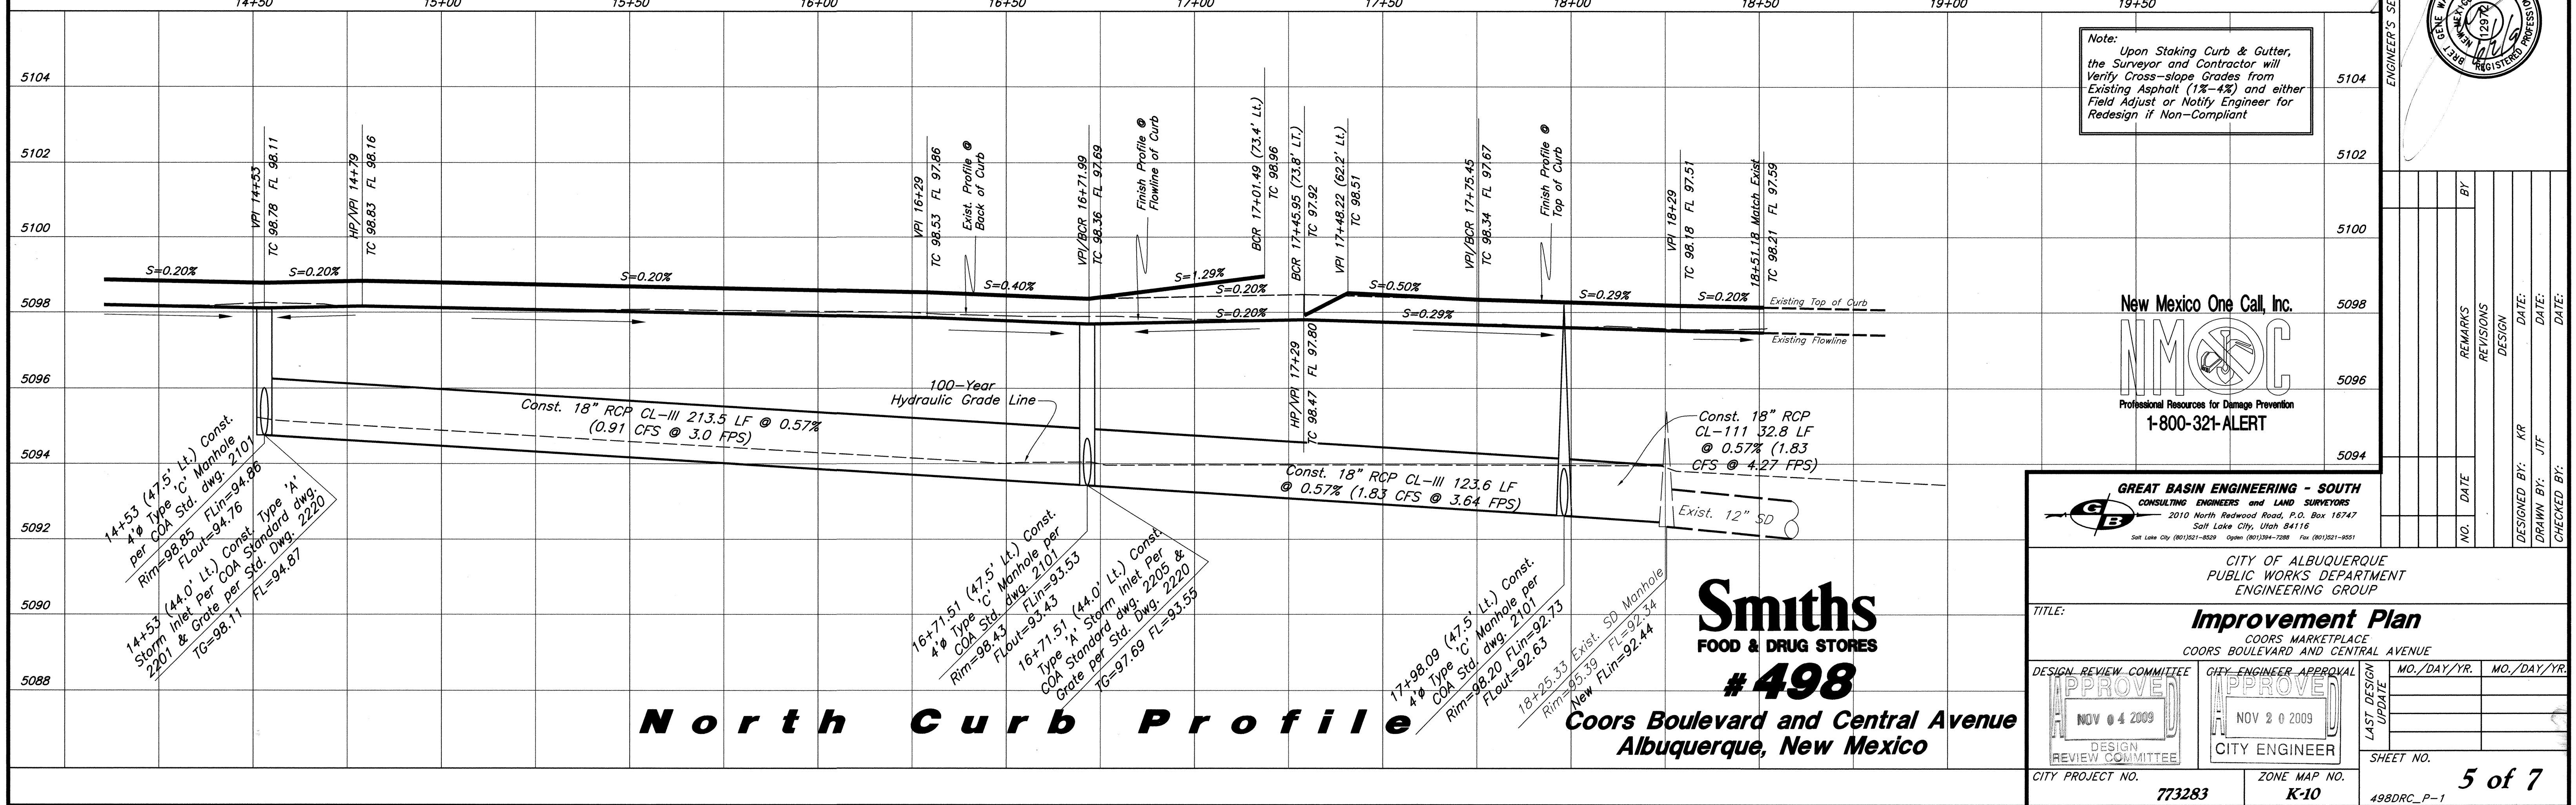 14+50 15+00 15+50 16+00 16+50 17+00 17+50 18+00 18+50 19+00 19+50
5104
5102
5100
5098
5096
5094
5092
5090
5088
VPI 14+53
TC 98.78 FL 98.11
HP/VPI 14+79
TC 98.83 FL 98.16
VPI 16+29
TC 98.53 FL 97.86
Exist. Profile @
Back of Curb
VPI/BCR 16+71.99
TC 98.36 FL 97.69
Finish Profile @
Flowline of Curb
BCR 17+01.49 (73.4' Lt.)
TC 98.96
BCR 17+45.95 (73.8' LT.)
TC 97.92
VPI 17+48.22 (62.2' Lt.)
TC 98.51
VPI/BCR 17+75.45
TC 98.34 FL 97.67
Finish Profile @
Top of Curb
VPI 18+29
TC 98.18 FL 97.51
18+51.18 Match Exist
TC 98.21 FL 97.59
S=0.20%
S=0.20%
S=0.20%
S=0.40%
S=1.29%
S=0.20%
S=0.20%
S=0.50%
S=0.29%
S=0.29%
S=0.20%
Existing Top of Curb
Existing Flowline
HP/VPI 17+29
TC 98.47 FL 97.80
100-Year
Hydraulic Grade Line
Const. 18" RCP CL-III 213.5 LF @ 0.57%
(0.91 CFS @ 3.0 FPS)
Const. 18" RCP CL-III 123.6 LF
@ 0.57% (1.83 CFS @ 3.64 FPS)
Const. 18" RCP
CL-111 32.8 LF
@ 0.57% (1.83
CFS @ 4.27 FPS)
Exist. 12" SD
14+53 (47.5' Lt.) Const.
4'ø Type 'C' Manhole
per COA Std. dwg. 2101
Rim=98.85 FLin=94.86
FLout=94.76
14+53 (44.0' Lt.) Const. Type 'A'
Storm Inlet Per COA Standard dwg.
2201 & Grate per Std. Dwg. 2220
TG=98.11 FL=94.87
16+71.51 (47.5' Lt.) Const.
4'ø Type 'C' Manhole per
COA Std. dwg. 2101
Rim=98.43 FLin=93.53
FLout=93.43
16+71.51 (44.0' Lt.) Const.
Type 'A' Storm Inlet Per
COA Standard dwg. 2205 &
Grate per Std. Dwg. 2220
TG=97.69 FL=93.55
17+98.09 (47.5' Lt.) Const.
4'ø Type 'C' Manhole per
COA Std. dwg. 2101
Rim=98.20 FLin=92.73
FLout=92.63
18+25.33 Exist. SD Manhole
Rim=95.39 FL=92.34
New FLin=92.44
North Curb Profile
Smiths
FOOD & DRUG STORES
#498
Coors Boulevard and Central Avenue
Albuquerque, New Mexico
Note:
Upon Staking Curb & Gutter,
the Surveyor and Contractor will
Verify Cross-slope Grades from
Existing Asphalt (1%-4%) and either
Field Adjust or Notify Engineer for
Redesign if Non-Compliant
5104
5102
5100
5098
5096
5094
New Mexico One Call, Inc.
NMOC
Professional Resources for Damage Prevention
1-800-321-ALERT
ENGINEER'S
BRET GENE
NEW MEXICO
12972
REGISTERED PROFESSIONAL
NO. DATE REMARKS BY
REVISIONS
DESIGN
DESIGNED BY: KR DATE:
DRAWN BY: JTF DATE:
CHECKED BY: DATE:
GB
GREAT BASIN ENGINEERING - SOUTH
CONSULTING ENGINEERS and LAND SURVEYORS
2010 North Redwood Road, P.O. Box 16747
Salt Lake City, Utah 84116
Salt Lake City (801)521-8529 Ogden (801)394-7288 Fax (801)521-9551
CITY OF ALBUQUERQUE
PUBLIC WORKS DEPARTMENT
ENGINEERING GROUP
TITLE:
Improvement Plan
COORS MARKETPLACE
COORS BOULEVARD AND CENTRAL AVENUE
DESIGN REVIEW COMMITTEE
APPROVED
NOV 04 2009
DESIGN
REVIEW COMMITTEE
CITY ENGINEER APPROVAL
APPROVED
NOV 20 2009
CITY ENGINEER
LAST DESIGN
UPDATE
MO./DAY/YR. MO./DAY/YR.
CITY PROJECT NO.
773283
ZONE MAP NO.
K-10
SHEET NO.
5 of 7
498DRC_P-1